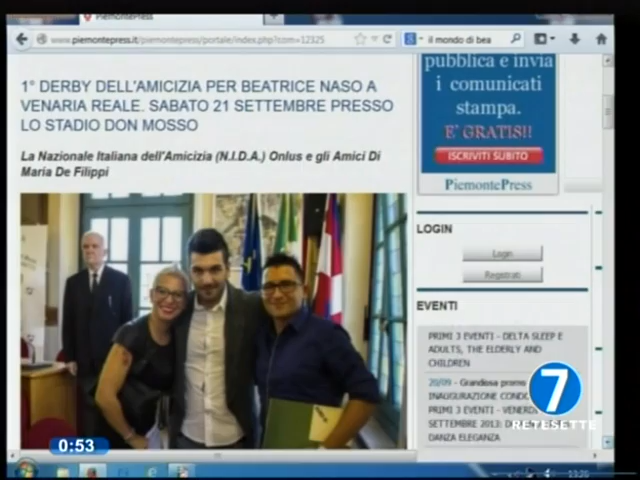 PiemontePress
www.piemontepress.it/piemontepress/portale/index.php?com=12325
il mondo di bea
pubblica e invia
i comunicati
stampa.
E' GRATIS!!
ISCRIVITI SUBITO
PiemontePress
1° DERBY DELL'AMICIZIA PER BEATRICE NASO A
VENARIA REALE. SABATO 21 SETTEMBRE PRESSO
LO STADIO DON MOSSO
La Nazionale Italiana dell'Amicizia (N.I.D.A.) Onlus e gli Amici Di
Maria De Filippi
LOGIN
Login
Registrati
EVENTI
PRIMI 3 EVENTI - DELTA SLEEP E
ADULTS, THE ELDERLY AND
CHILDREN
20/09 - Grandiosa promo
INAUGURAZIONE
PRIMI 3 EVENTI -
SETTEMBRE 2013:
DANZA ELEGANZA
7
RETESETTE
0:53